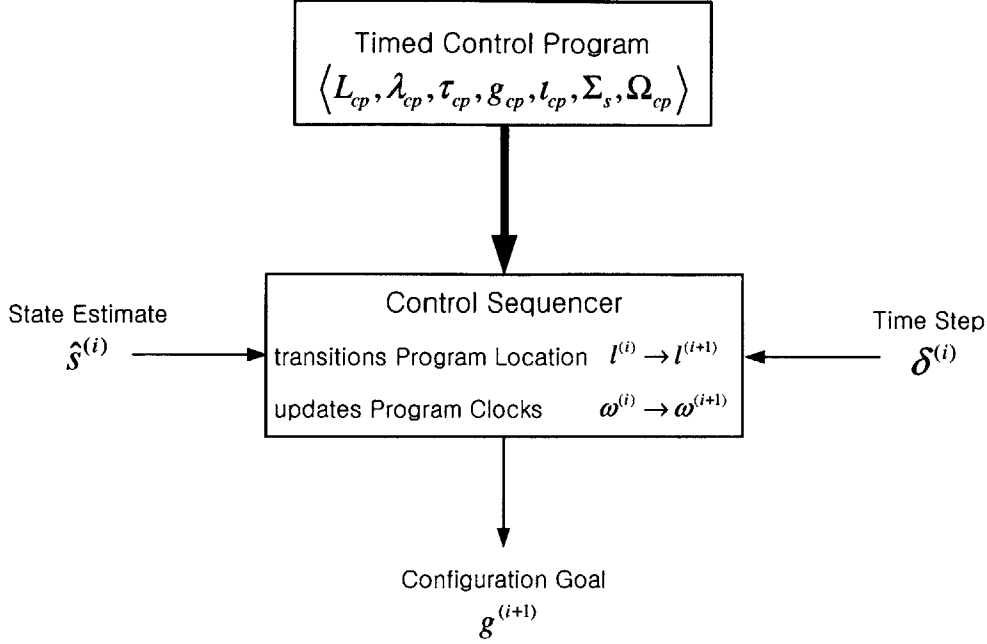 Timed Control Program
⟨L_cp, λ_cp, τ_cp, g_cp, ι_cp, Σ_s, Ω_cp⟩
Control Sequencer
transitions Program Location l^(i) → l^(i+1)
updates Program Clocks ω^(i) → ω^(i+1)
State Estimate
ŝ^(i)
Time Step
δ^(i)
Configuration Goal
g^(i+1)